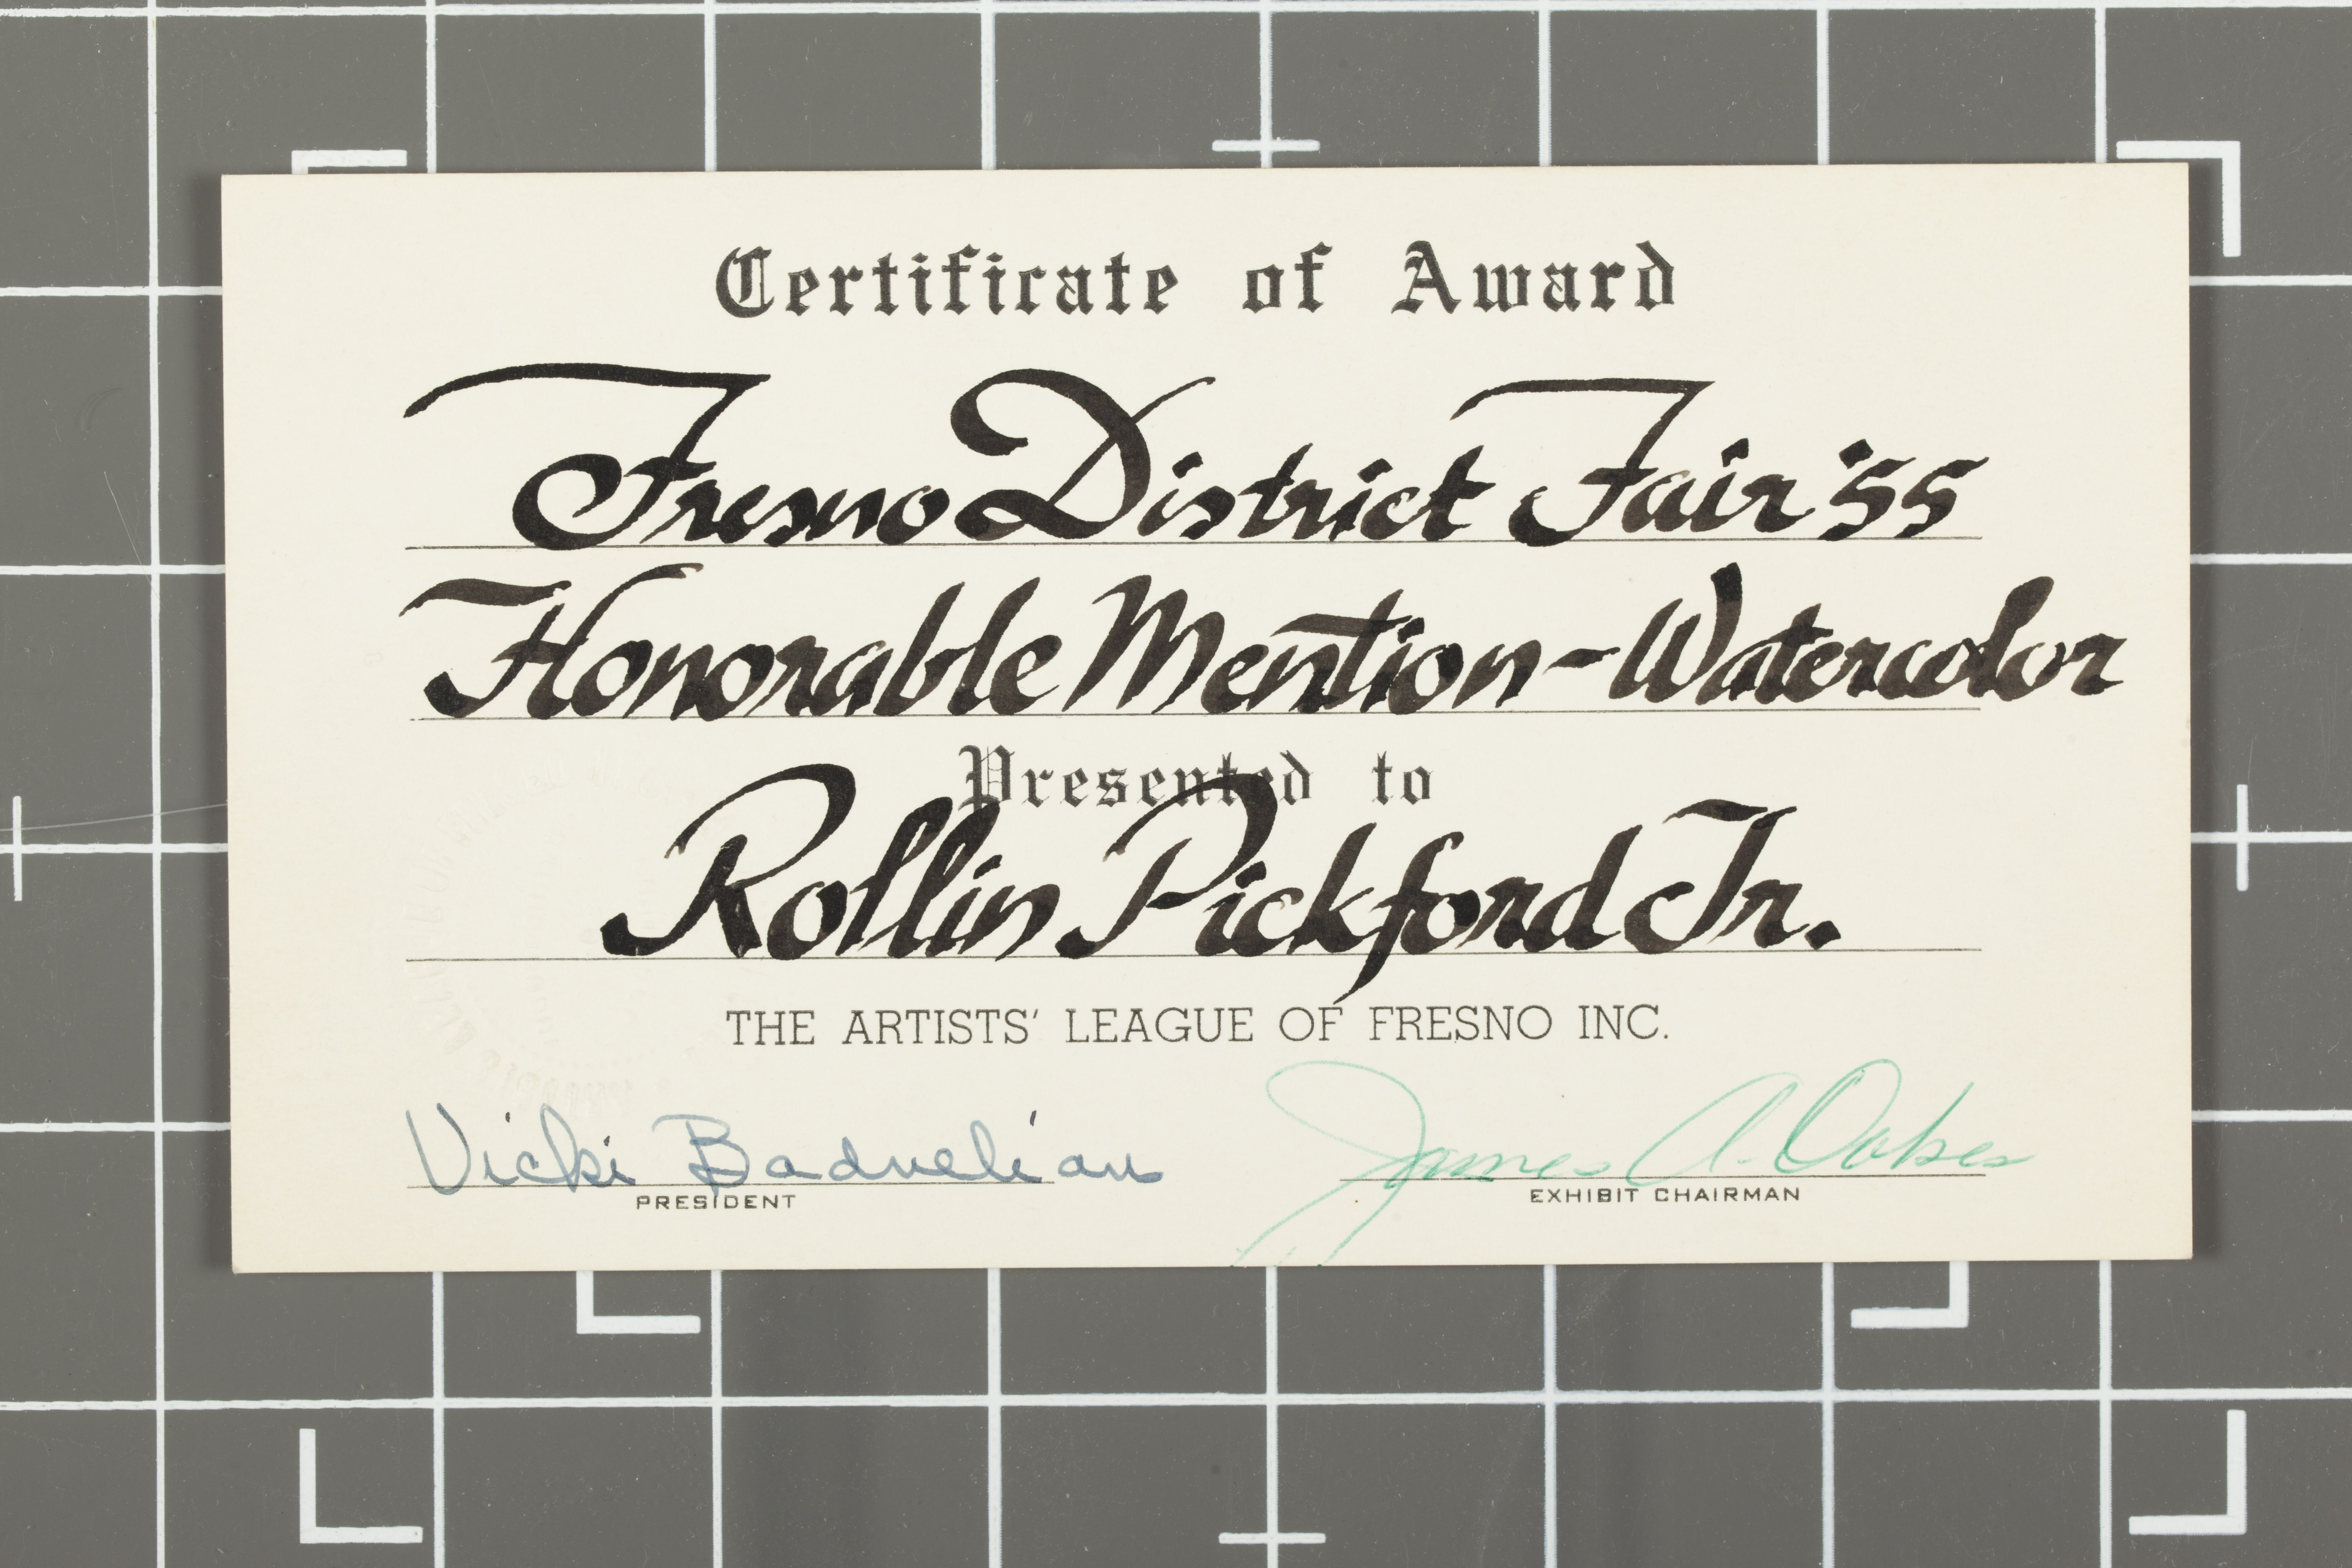 Certificate of Award
Fresno District Fair '55
Honorable Mention - Watercolor
Presented to
Rollin Pickford Jr.
THE ARTISTS' LEAGUE OF FRESNO INC.
Vicki Badvelian James A. Oakes
PRESIDENT EXHIBIT CHAIRMAN